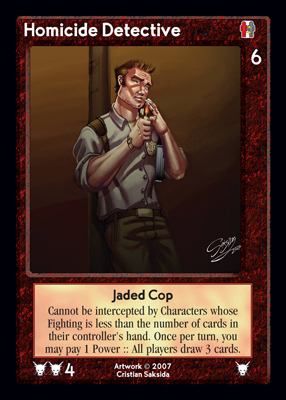 Homicide Detective
6
Jaded Cop
Cannot be intercepted by Characters whose
Fighting is less than the number of cards in
their controller's hand. Once per turn, you
may pay 1 Power :: All players draw 3 cards.
4
Artwork © 2007
Cristian Saksida